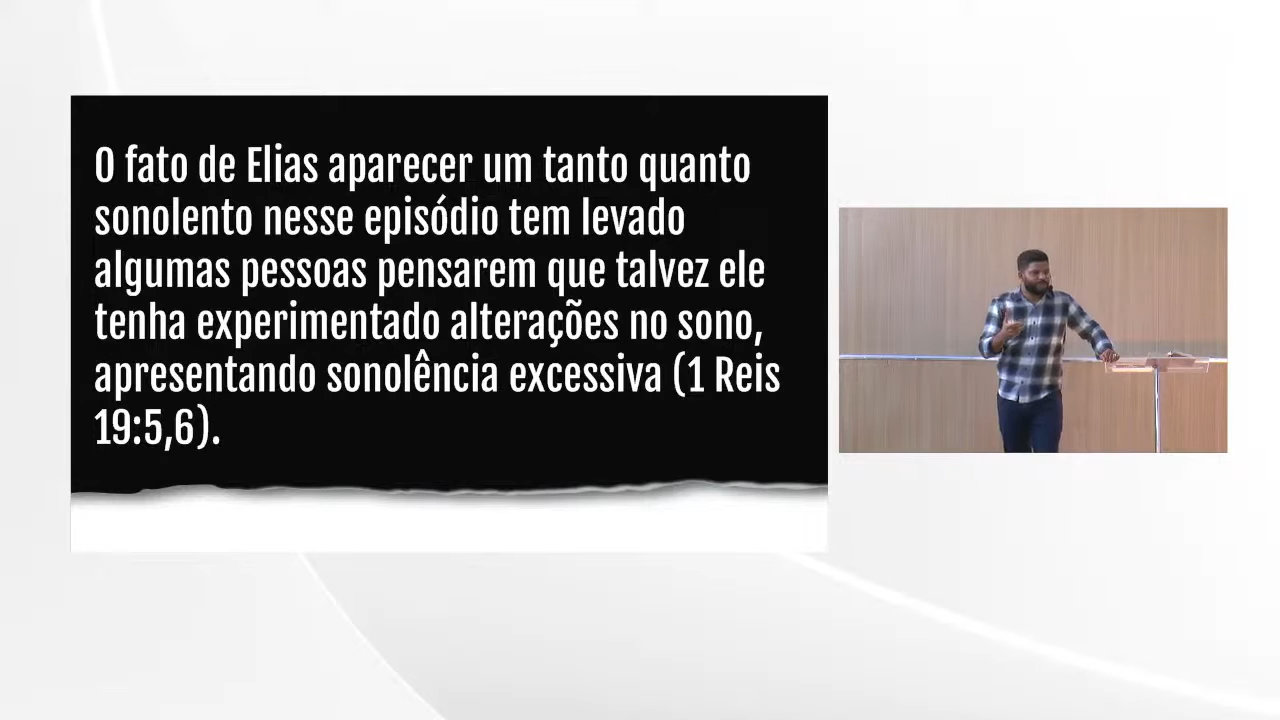 O fato de Elias aparecer um tanto quanto
sonolento nesse episódio tem levado
algumas pessoas pensarem que talvez ele
tenha experimentado alterações no sono,
apresentando sonolência excessiva (1 Reis
19:5,6).